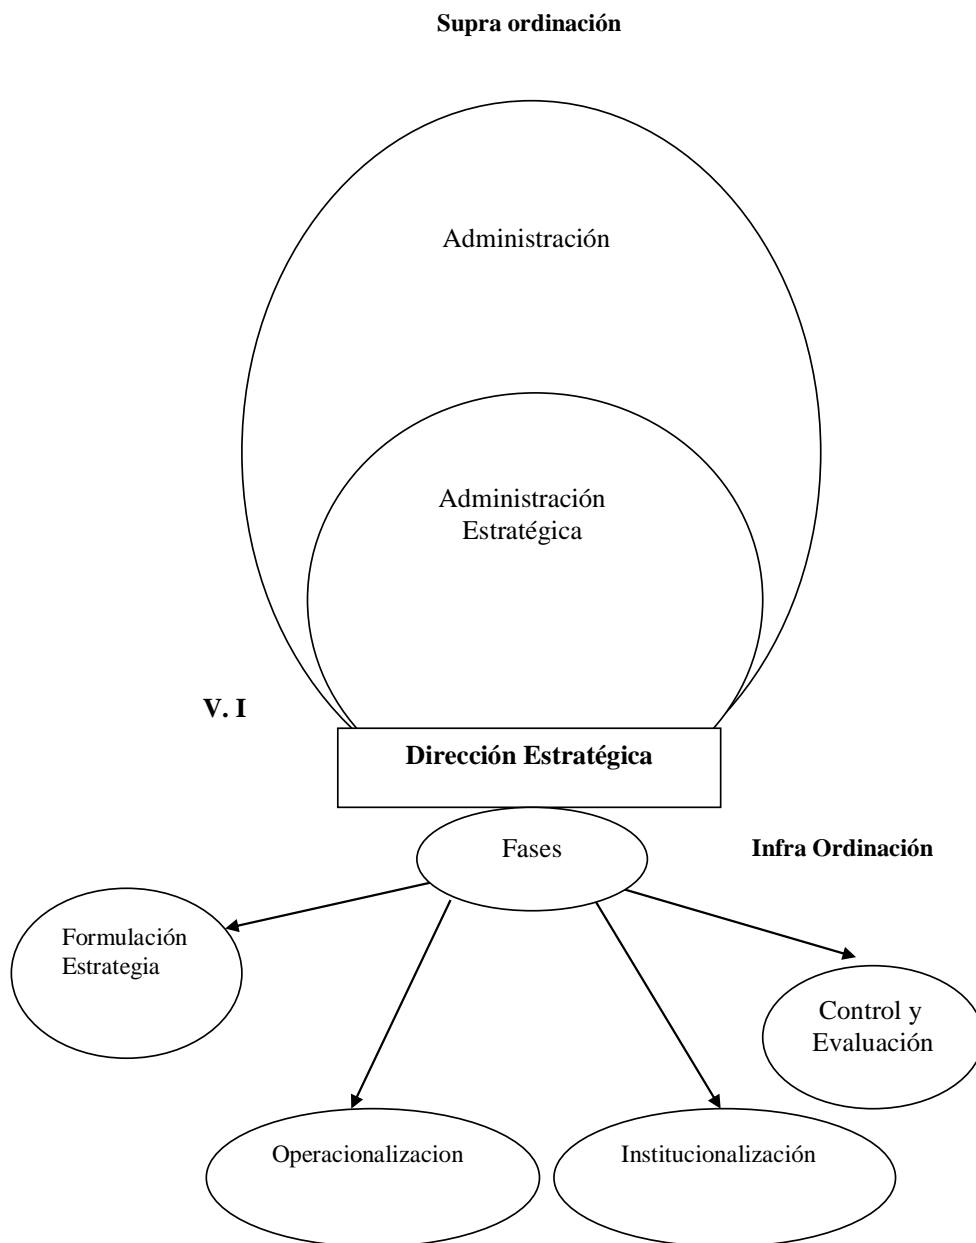 Supra ordinación
Administración
Administración
Estratégica
V. I
Dirección Estratégica
Fases
Infra Ordinación
Formulación
Estrategia
Control y
Evaluación
Operacionalizacion
Institucionalización